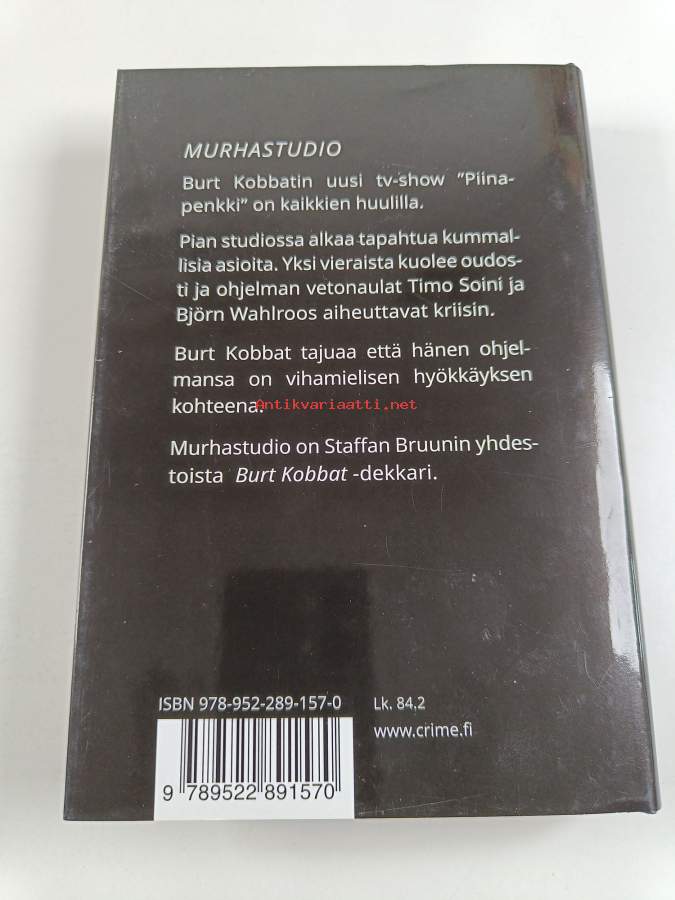 MURHASTUDIO
Burt Kobbatin uusi tv-show ”Piina-
penkki” on kaikkien huulilla.
Pian studiossa alkaa tapahtua kummal-
lisia asioita. Yksi vieraista kuolee oudos-
ti ja ohjelman vetonaulat Timo Soini ja
Björn Wahlroos aiheuttavat kriisin.
Burt Kobbat tajuaa että hänen ohjel-
mansa on vihamielisen hyökkäyksen
kohteena.
Antikvariaatti.net
Murhastudio on Staffan Bruunin yhdes-
toista Burt Kobbat -dekkari.
ISBN 978-952-289-157-0
Lk. 84.2
www.crime.fi
9 789522 891570